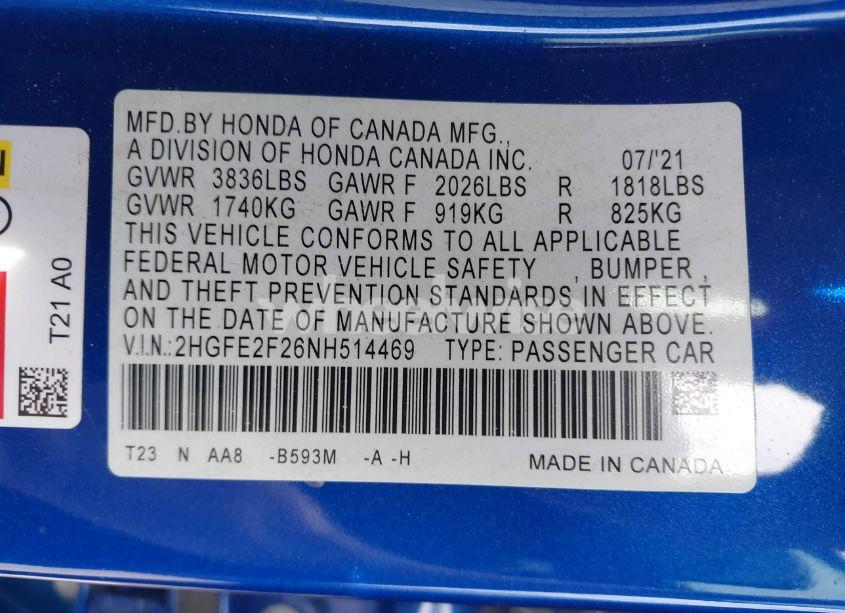 MFD.BY HONDA OF CANADA MFG.,
A DIVISION OF HONDA CANADA INC. 07/'21
GVWR 3836LBS GAWR F 2026LBS R 1818LBS
GVWR 1740KG GAWR F 919KG R 825KG
THIS VEHICLE CONFORMS TO ALL APPLICABLE
FEDERAL MOTOR VEHICLE SAFETY , BUMPER ,
AND THEFT PREVENTION STANDARDS IN EFFECT
ON THE DATE OF MANUFACTURE SHOWN ABOVE.
V.I.N.:2HGFE2F26NH514469 TYPE: PASSENGER CAR
T23 N AA8 -B593M -A -H MADE IN CANADA
T21 A0